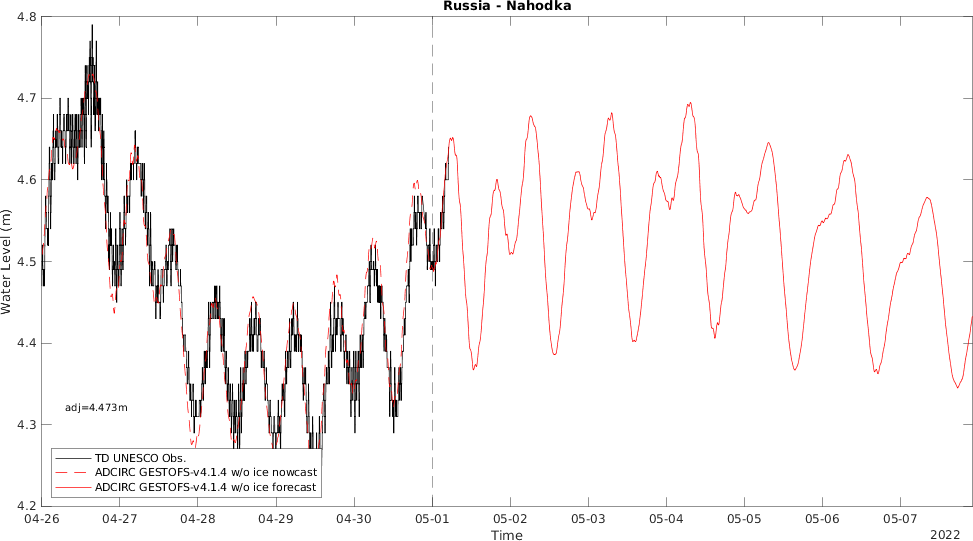 Russia - Nahodka
4.8
4.7
4.6
4.5
4.4
4.3
4.2
Water Level (m)
adj=4.473m
TD UNESCO Obs.
ADCIRC GESTOFS-v4.1.4 w/o ice nowcast
ADCIRC GESTOFS-v4.1.4 w/o ice forecast
04-26 04-27 04-28 04-29 04-30 05-01 05-02 05-03 05-04 05-05 05-06 05-07
Time
2022